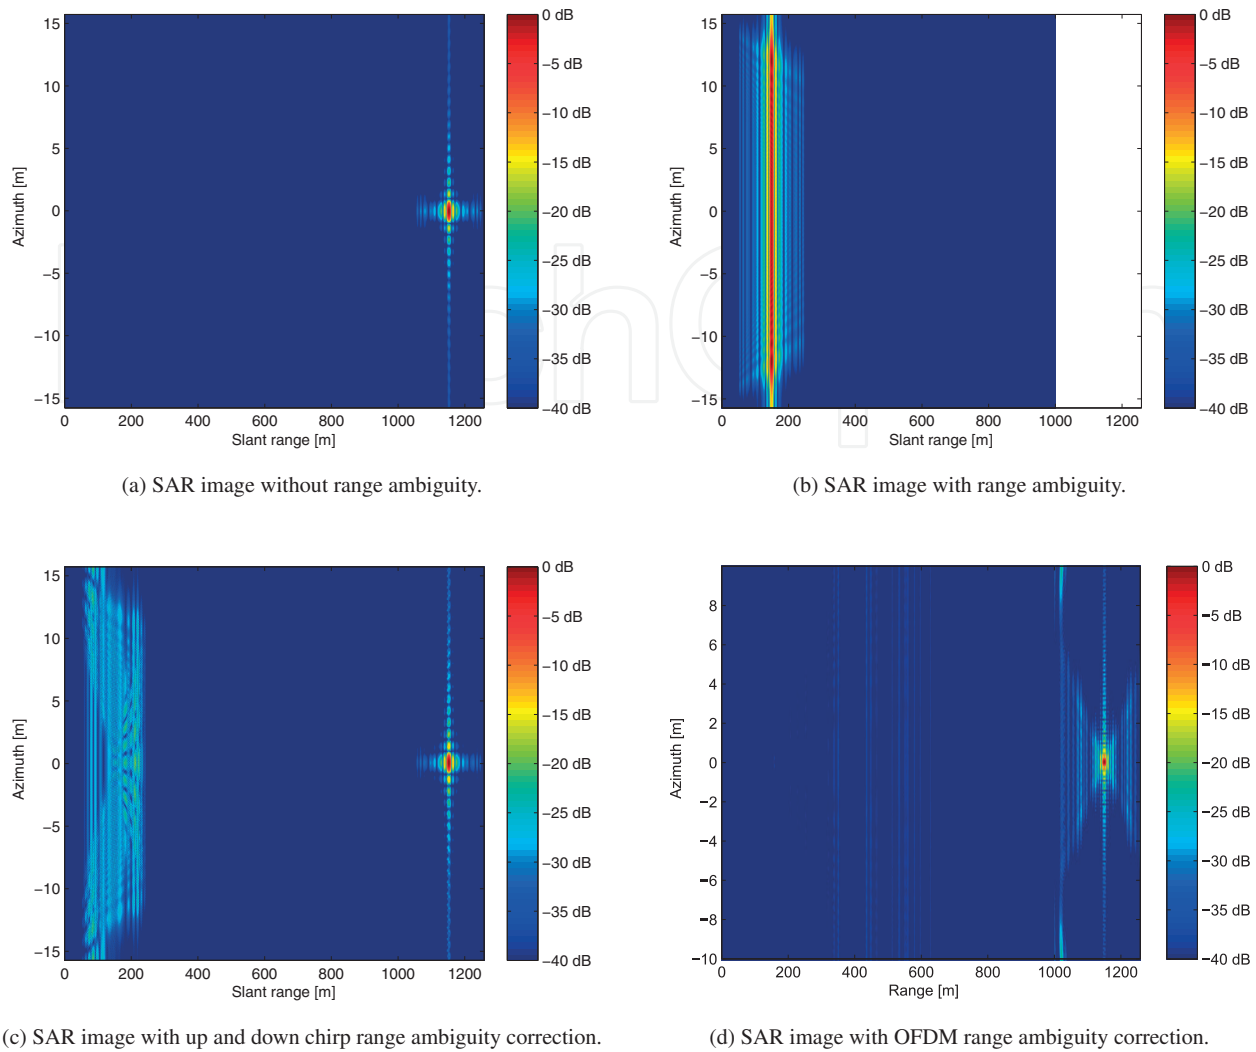 15
10
5
0
−5
−10
−15
Azimuth [m]
0 200 400 600 800 1000 1200
Slant range [m]
0 dB
−5 dB
−10 dB
−15 dB
−20 dB
−25 dB
−30 dB
−35 dB
−40 dB
(a) SAR image without range ambiguity.
15
10
5
0
−5
−10
−15
Azimuth [m]
0 200 400 600 800 1000 1200
Slant range [m]
0 dB
−5 dB
−10 dB
−15 dB
−20 dB
−25 dB
−30 dB
−35 dB
−40 dB
(b) SAR image with range ambiguity.
15
10
5
0
−5
−10
−15
Azimuth [m]
0 200 400 600 800 1000 1200
Slant range [m]
0 dB
−5 dB
−10 dB
−15 dB
−20 dB
−25 dB
−30 dB
−35 dB
−40 dB
(c) SAR image with up and down chirp range ambiguity correction.
8
6
4
2
0
−2
−4
−6
−8
−10
Azimuth [m]
0 200 400 600 800 1000 1200
Range [m]
0 dB
−5 dB
−10 dB
−15 dB
−20 dB
−25 dB
−30 dB
−35 dB
−40 dB
(d) SAR image with OFDM range ambiguity correction.